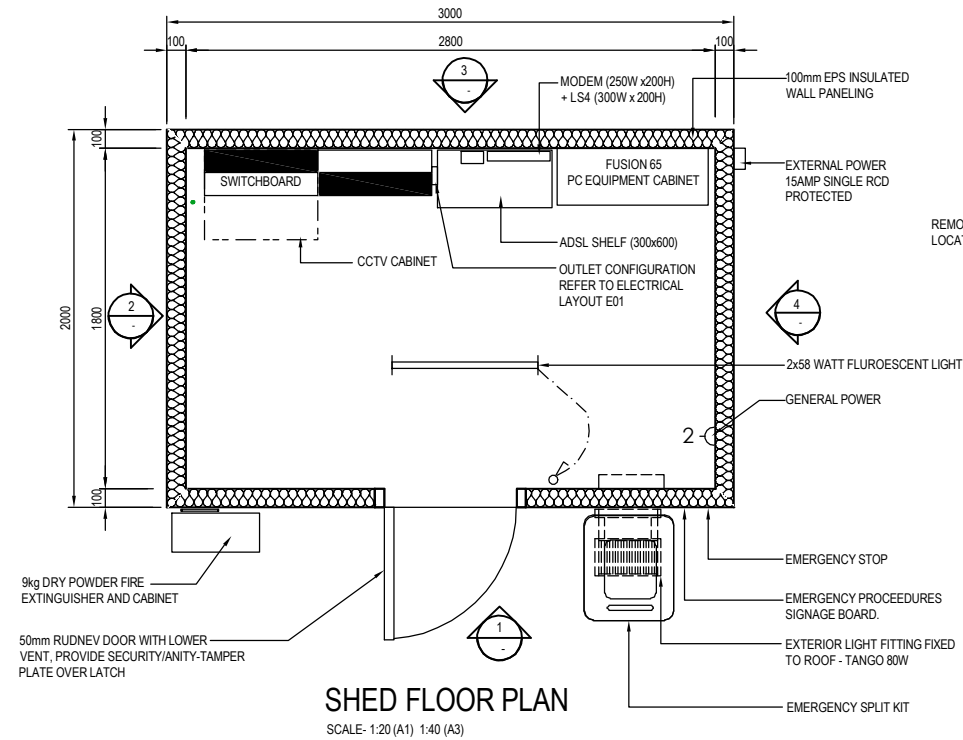 3000
100
2800
100
3
-
MODEM (250W x200H)
+ LS4 (300W x 200H)
100mm EPS INSULATED
WALL PANELING
100
SWITCHBOARD
FUSION 65
PC EQUIPMENT CABINET
EXTERNAL POWER
15AMP SINGLE RCD
PROTECTED
REMO
LOCAT
ADSL SHELF (300x600)
CCTV CABINET
OUTLET CONFIGURATION
REFER TO ELECTRICAL
LAYOUT E01
2000
1800
2
-
4
-
2x58 WATT FLUROESCENT LIGHT
GENERAL POWER
2
100
EMERGENCY STOP
9kg DRY POWDER FIRE
EXTINGUISHER AND CABINET
EMERGENCY PROCEEDURES
SIGNAGE BOARD.
50mm RUDNEV DOOR WITH LOWER
VENT, PROVIDE SECURITY/ANITY-TAMPER
PLATE OVER LATCH
1
-
EXTERIOR LIGHT FITTING FIXED
TO ROOF - TANGO 80W
EMERGENCY SPLIT KIT
SHED FLOOR PLAN
SCALE- 1:20 (A1) 1:40 (A3)